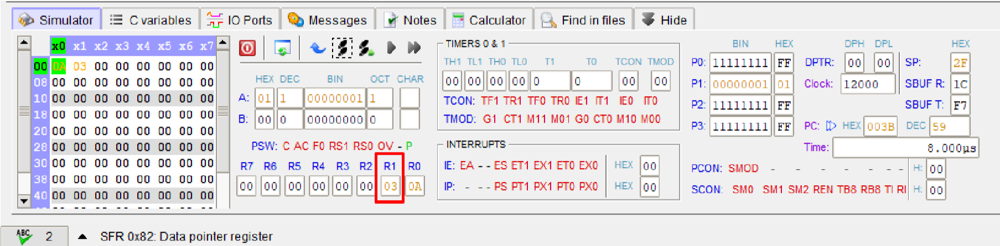 Simulator C variables IO Ports Messages Notes Calculator Find in files Hide
x0 x1 x2 x3 x4 x5 x6 x7
00 0A 03 00 00 00 00 00 00
08 00 00 00 00 00 00 00 00
10 00 00 00 00 00 00 00 00
18 00 00 00 00 00 00 00 00
20 00 00 00 00 00 00 00 00
28 00 00 00 00 00 00 00 00
30 00 00 00 00 00 00 00 00
38 00 00 00 00 00 00 00 00
40 00 00 00 00 00 00 00 00
HEX DEC BIN OCT CHAR
A: 01 1 00000001 1
B: 00 0 00000000 0
PSW: C AC F0 RS1 RS0 OV - P
R7 R6 R5 R4 R3 R2 R1 R0
00 00 00 00 00 00 03 0A
TIMERS 0 & 1
TH1 TL1 TH0 TL0 T1 T0 TCON TMOD
00 00 00 00 0 0 00 00
TCON: TF1 TR1 TF0 TR0 IE1 IT1 IE0 IT0
TMOD: G1 CT1 M11 M01 G0 CT0 M10 M00
INTERRUPTS
IE: EA - - ES ET1 EX1 ET0 EX0 HEX 00
IP: - - - PS PT1 PX1 PT0 PX0 HEX 00
BIN HEX
P0: 11111111 FF
P1: 00000001 01
P2: 11111111 FF
P3: 11111111 FF
DPH DPL
DPTR: 00 00
Clock: 12000
HEX
SP: 2F
SBUF R: 1C
SBUF T: F7
PC: HEX 003B DEC 59
Time: 8.000µs
PCON: SMOD - - - - - - - H: 00
SCON: SM0 SM1 SM2 REN TB8 RB8 TI RI H: 00
ABC 2 SFR 0x82: Data pointer register